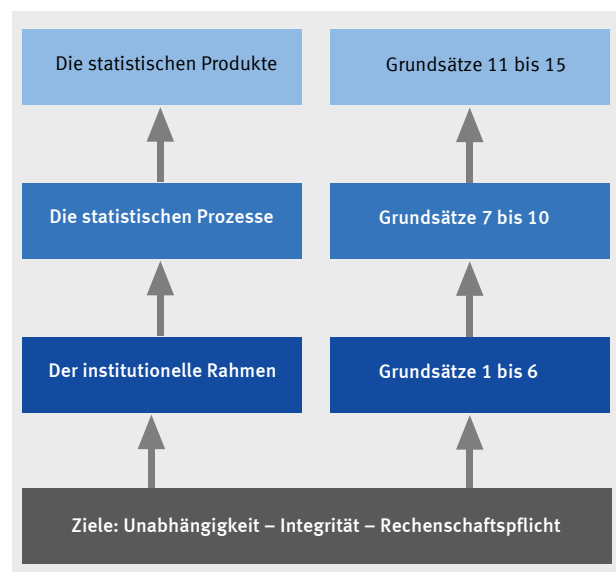 Die statistischen Produkte
Grundsätze 11 bis 15
Die statistischen Prozesse
Grundsätze 7 bis 10
Der institutionelle Rahmen
Grundsätze 1 bis 6
Ziele: Unabhängigkeit – Integrität – Rechenschaftspflicht